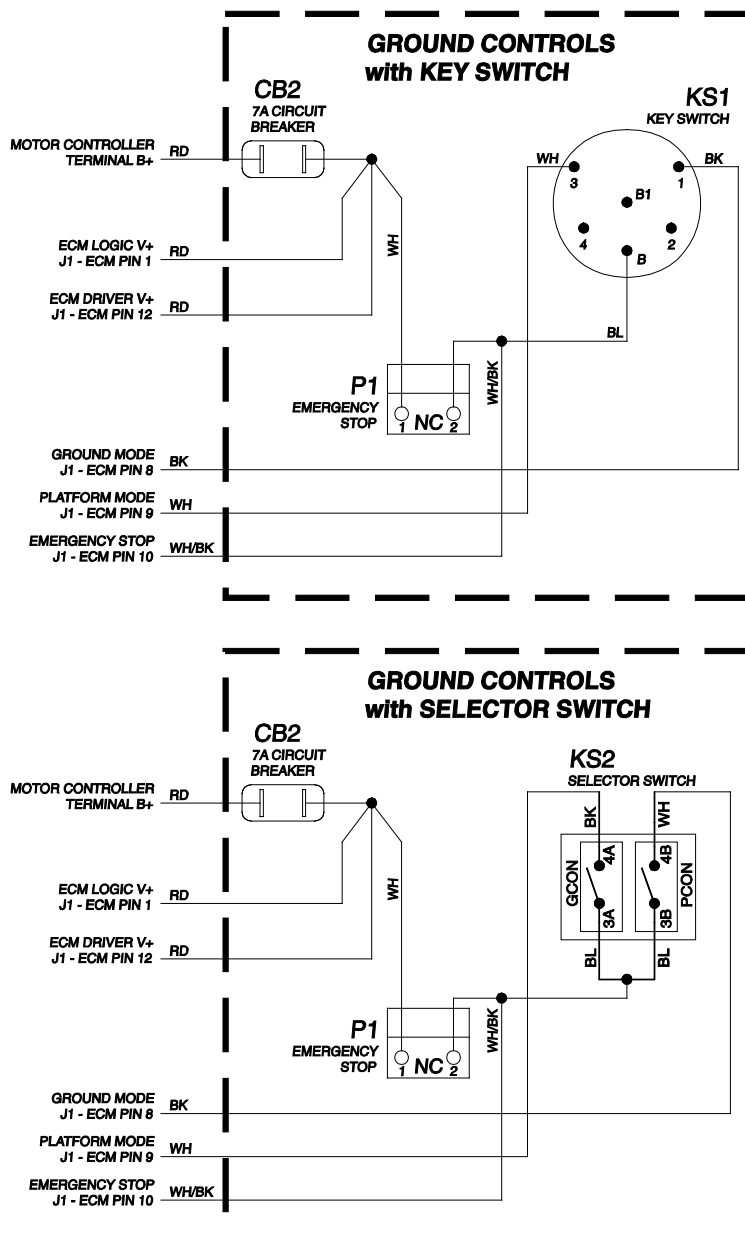 GROUND CONTROLS
with KEY SWITCH
CB2
7A CIRCUIT
BREAKER
KS1
KEY SWITCH
MOTOR CONTROLLER
TERMINAL B+
RD
WH
BK
3
1
B1
4
2
B
WH
ECM LOGIC V+
J1 - ECM PIN 1
RD
ECM DRIVER V+
J1 - ECM PIN 12
RD
BL
WH/BK
P1
EMERGENCY
STOP
1 NC 2
GROUND MODE
J1 - ECM PIN 8
BK
PLATFORM MODE
J1 - ECM PIN 9
WH
EMERGENCY STOP
J1 - ECM PIN 10
WH/BK
GROUND CONTROLS
with SELECTOR SWITCH
CB2
7A CIRCUIT
BREAKER
KS2
SELECTOR SWITCH
MOTOR CONTROLLER
TERMINAL B+
RD
BK
WH
4A
4B
GCON
PCON
3A
3B
BL
BL
WH
ECM LOGIC V+
J1 - ECM PIN 1
RD
ECM DRIVER V+
J1 - ECM PIN 12
RD
WH/BK
P1
EMERGENCY
STOP
1 NC 2
GROUND MODE
J1 - ECM PIN 8
BK
PLATFORM MODE
J1 - ECM PIN 9
WH
EMERGENCY STOP
J1 - ECM PIN 10
WH/BK